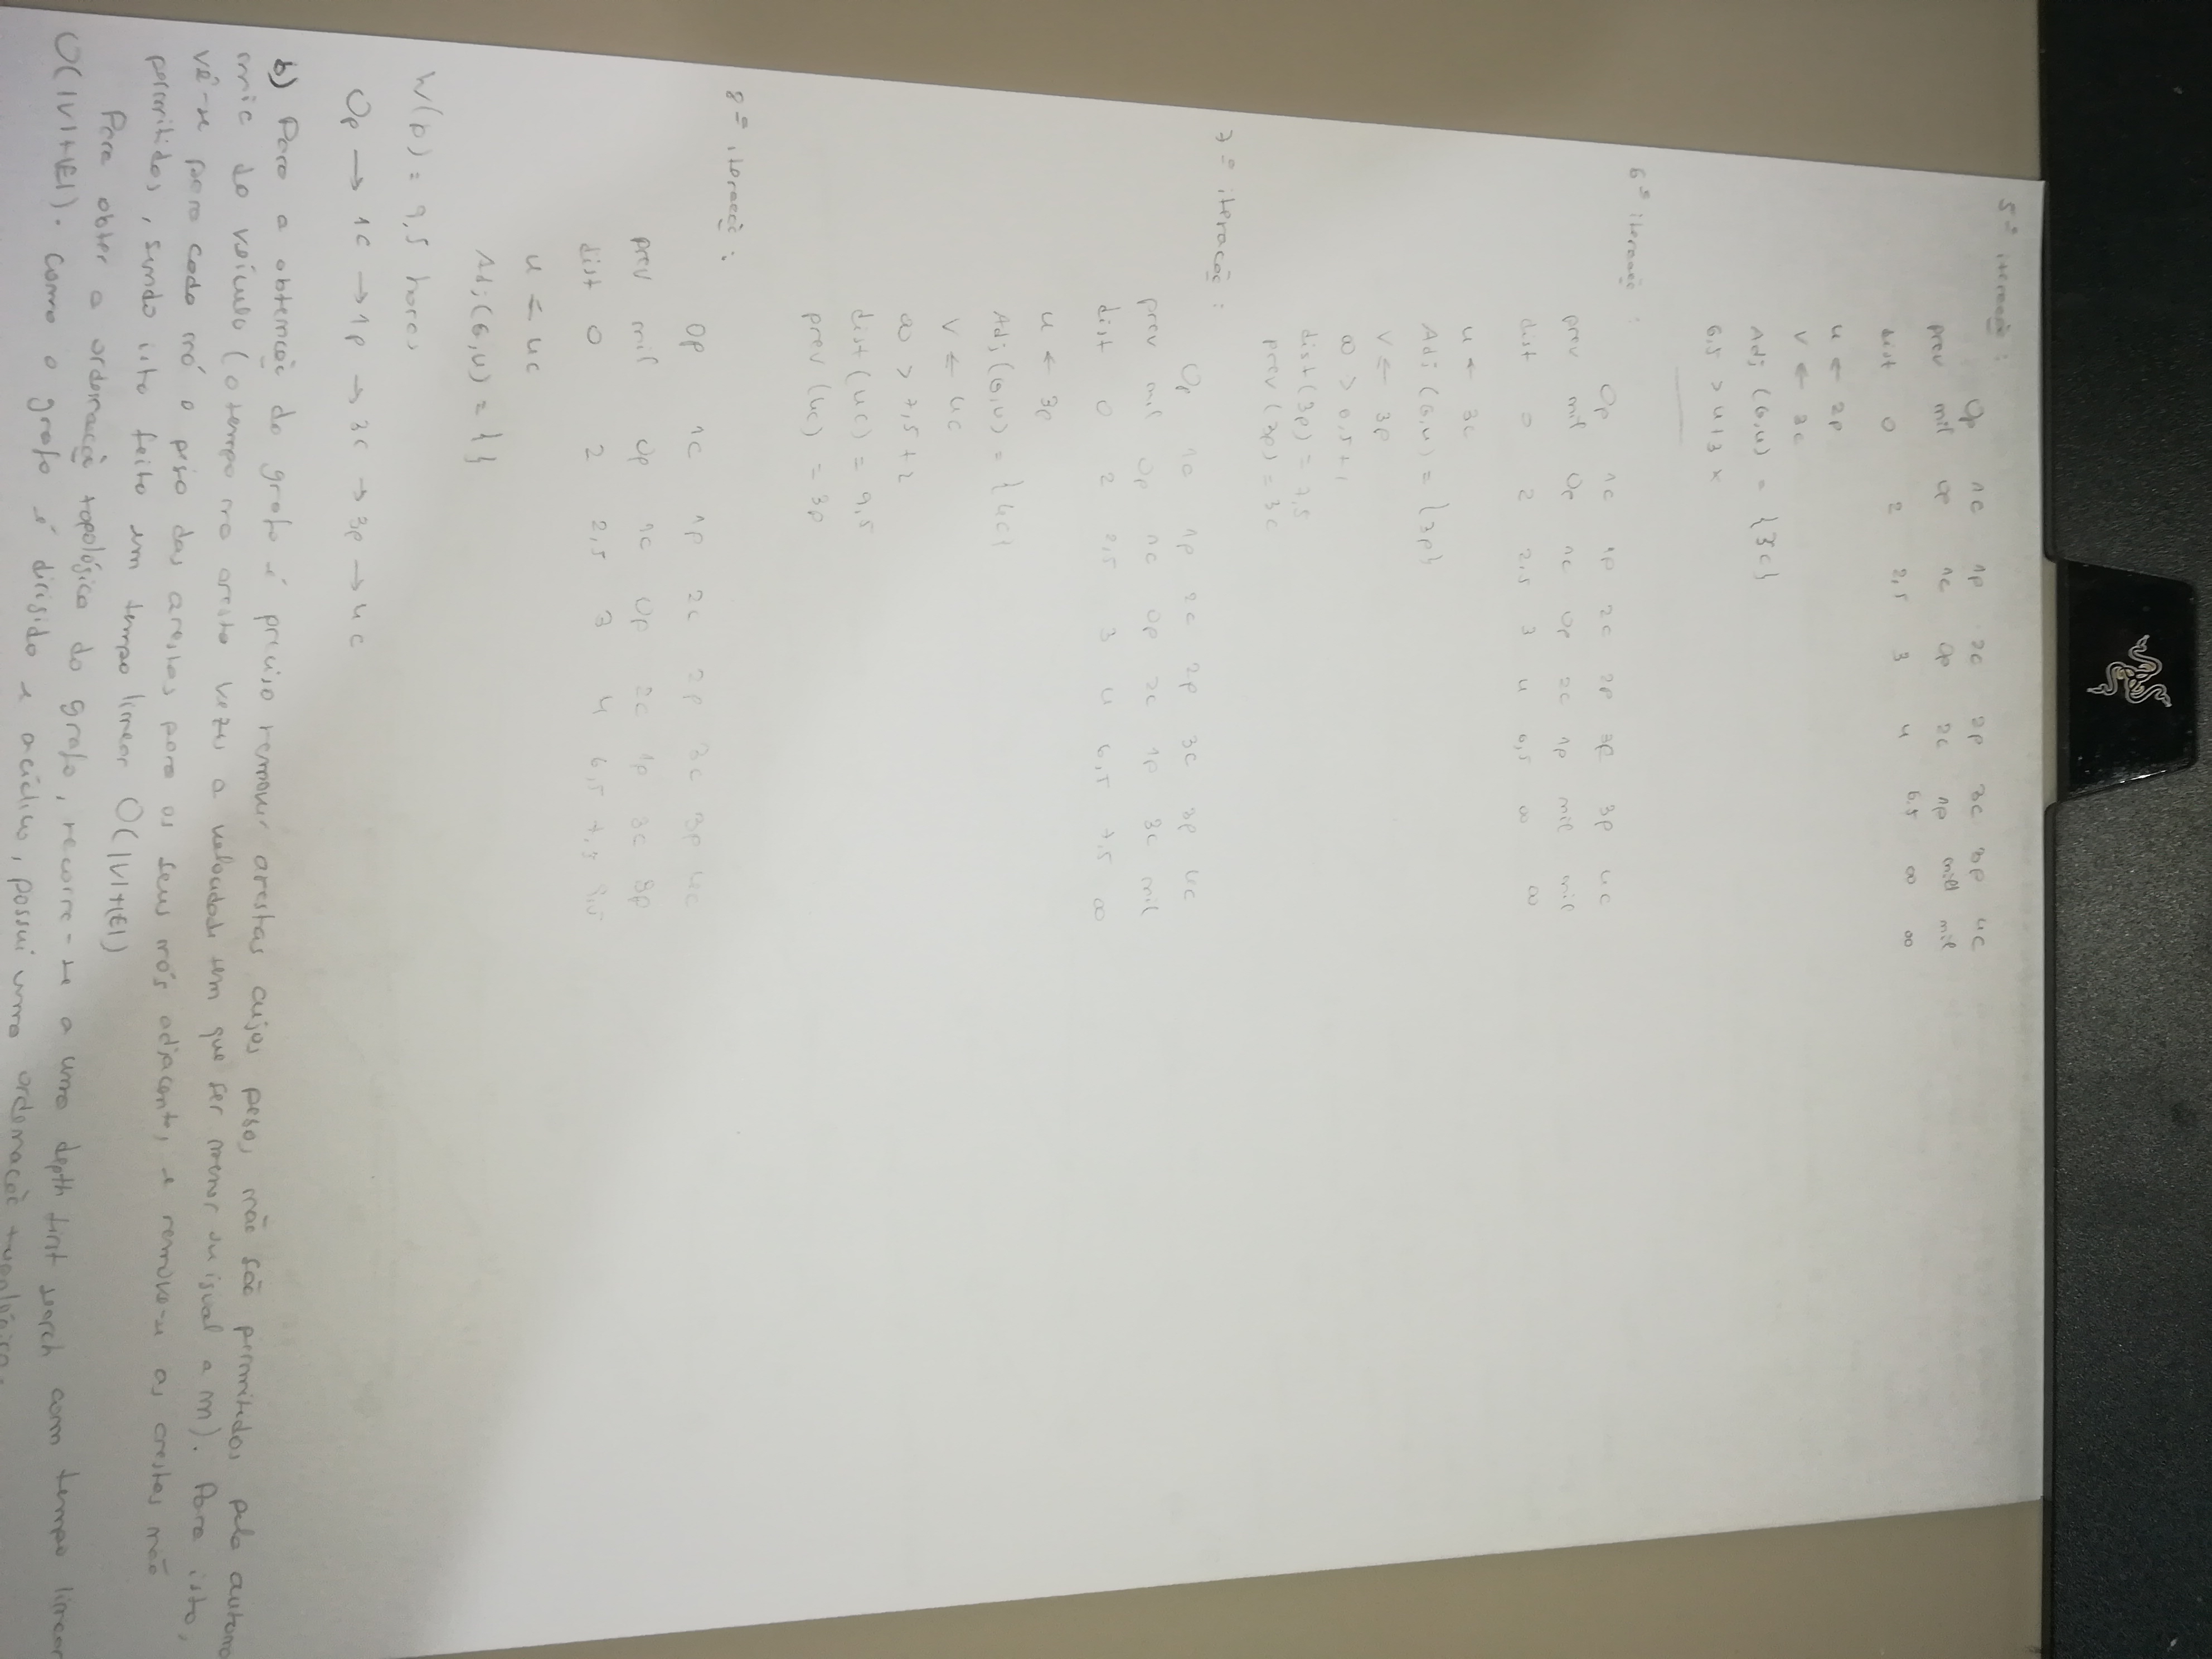 5ª iteração :
0p 1c 1p 2c 2p 3c 3p 4c
prev nil 0p 1c 0p 2c 1p nil nil
dist 0 2 2,5 3 4 6.5 ∞ ∞
u ← 2p
v ← 3c
Adj (G,u) = {3c}
6,5 > 4+3 ×
6ª iteração :
0p 1c 1p 2c 2p 3c 3p 4c
prev nil 0p 1c 0p 2c 1p nil nil
dist 0 2 2,5 3 4 6,5 ∞ ∞
u ← 3c
Adj (G,u) = {3p}
v ← 3p
∞ > 6,5+1
dist(3p) = 7,5
prev (3p) = 3c
7ª iteração :
0p 1c 1p 2c 2p 3c 3p 4c
prev nil 0p 1c 0p 2c 1p 3c nil
dist 0 2 2,5 3 4 6,5 7,5 ∞
u ← 3p
Adj(G,u) = {4c}
v ← 4c
∞ > 7,5+2
dist (4c) = 9,5
prev (4c) = 3p
8ª iteração :
0p 1c 1p 2c 2p 3c 3p 4c
prev nil 0p 1c 0p 2c 1p 3c 3p
dist 0 2 2,5 3 4 6,5 7,5 9,5
u ← 4c
Adj(G,u) = { }
W(p) = 9,5 horas
0p → 1c → 1p → 3c → 3p → 4c
b) Para a obtenção do grafo é preciso remover arestas cujos pesos não são permitidos pela autono
mia do veículo (o tempo na aresta vezes a velocidade tem que ser menor ou igual a m). Para isto,
vê-se para cada nó o peso das arestas para os seus nós adjacentes e remove-se as arestas não
permitidas, sendo isto feito em tempo linear O(|V|+|E|)
Para obter a ordenação topológica do grafo, recorre-se a uma depth first search com tempo linear
O(|V|+|E|). Como o grafo é dirigido e acíclico, possui uma ordenação topológica.